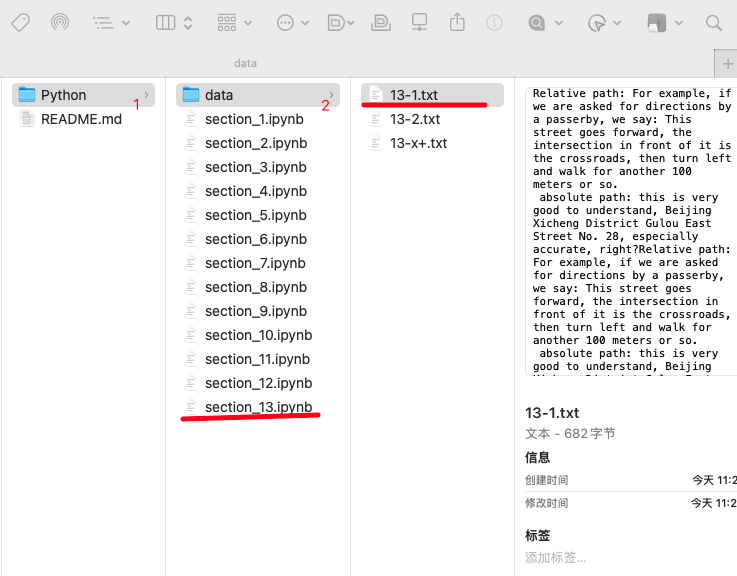 data
Python
1
README.md
data
2
section_1.ipynb
section_2.ipynb
section_3.ipynb
section_4.ipynb
section_5.ipynb
section_6.ipynb
section_7.ipynb
section_8.ipynb
section_9.ipynb
section_10.ipynb
section_11.ipynb
section_12.ipynb
section_13.ipynb
13-1.txt
13-2.txt
13-x+.txt
Relative path: For example, if
we are asked for directions by
a passerby, we say: This
street goes forward, the
intersection in front of it is
the crossroads, then turn left
and walk for another 100
meters or so.
absolute path: this is very
good to understand, Beijing
Xicheng District Gulou East
Street No. 28, especially
accurate, right?Relative path:
For example, if we are asked
for directions by a passerby,
we say: This street goes
forward, the intersection in
front of it is the crossroads,
then turn left and walk for
another 100 meters or so.
absolute path: this is very
good to understand, Beijing
13-1.txt
文本 - 682字节
信息
创建时间 今天 11:2
修改时间 今天 11:2
标签
添加标签...